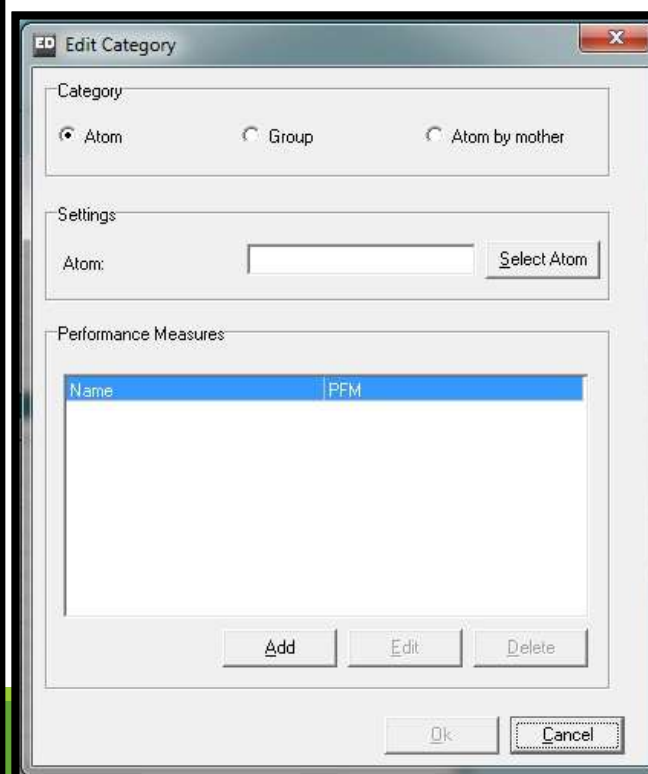 ED Edit Category
Category
Atom Group Atom by mother
Settings
Atom: Select Atom
Performance Measures
Name PFM
Add Edit Delete
Ok Cancel